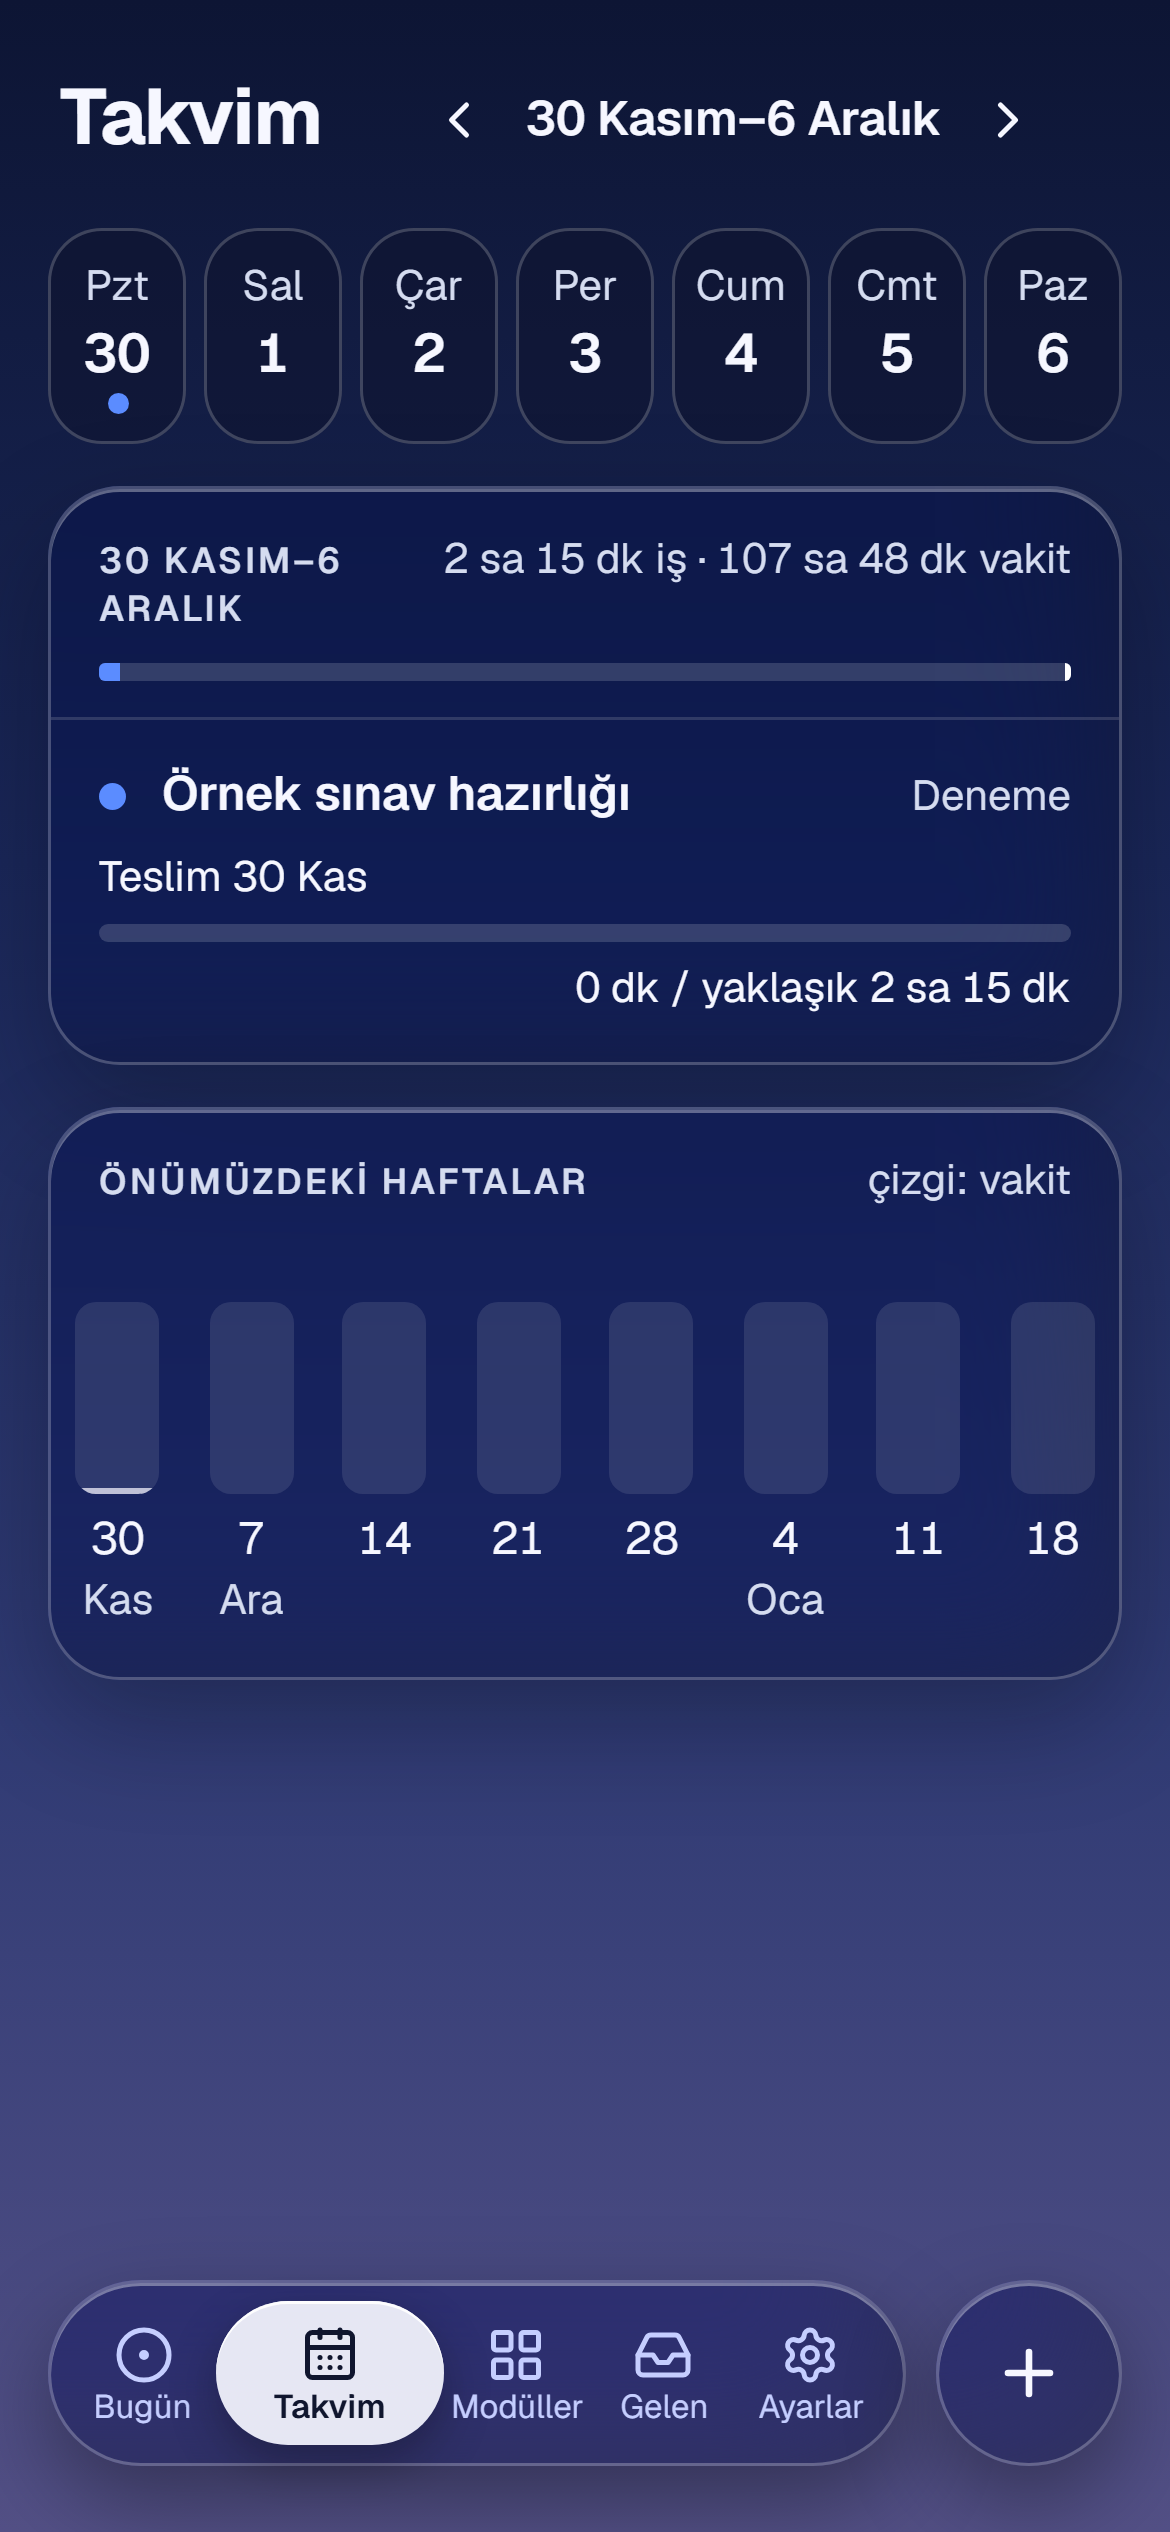 Takvim
30 Kasım–6 Aralık
Pzt Sal Çar Per Cum Cmt Paz
30 1 2 3 4 5 6
30 KASIM–6 ARALIK
2 sa 15 dk iş · 107 sa 48 dk vakit
Örnek sınav hazırlığı
Deneme
Teslim 30 Kas
0 dk / yaklaşık 2 sa 15 dk
ÖNÜMÜZDEKİ HAFTALAR
çizgi: vakit
30 7 14 21 28 4 11 18
Kas Ara Oca
Bugün Takvim Modüller Gelen Ayarlar